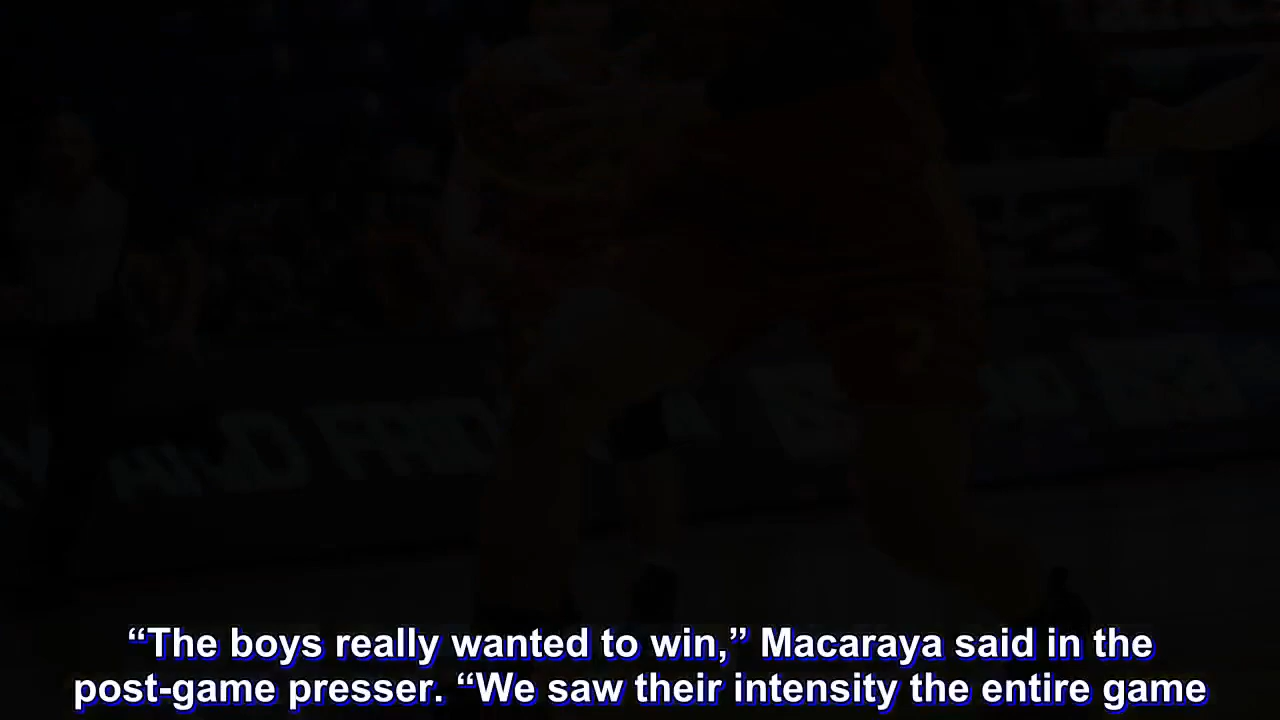 “The boys really wanted to win,” Macaraya said in the
post-game presser. “We saw their intensity the entire game